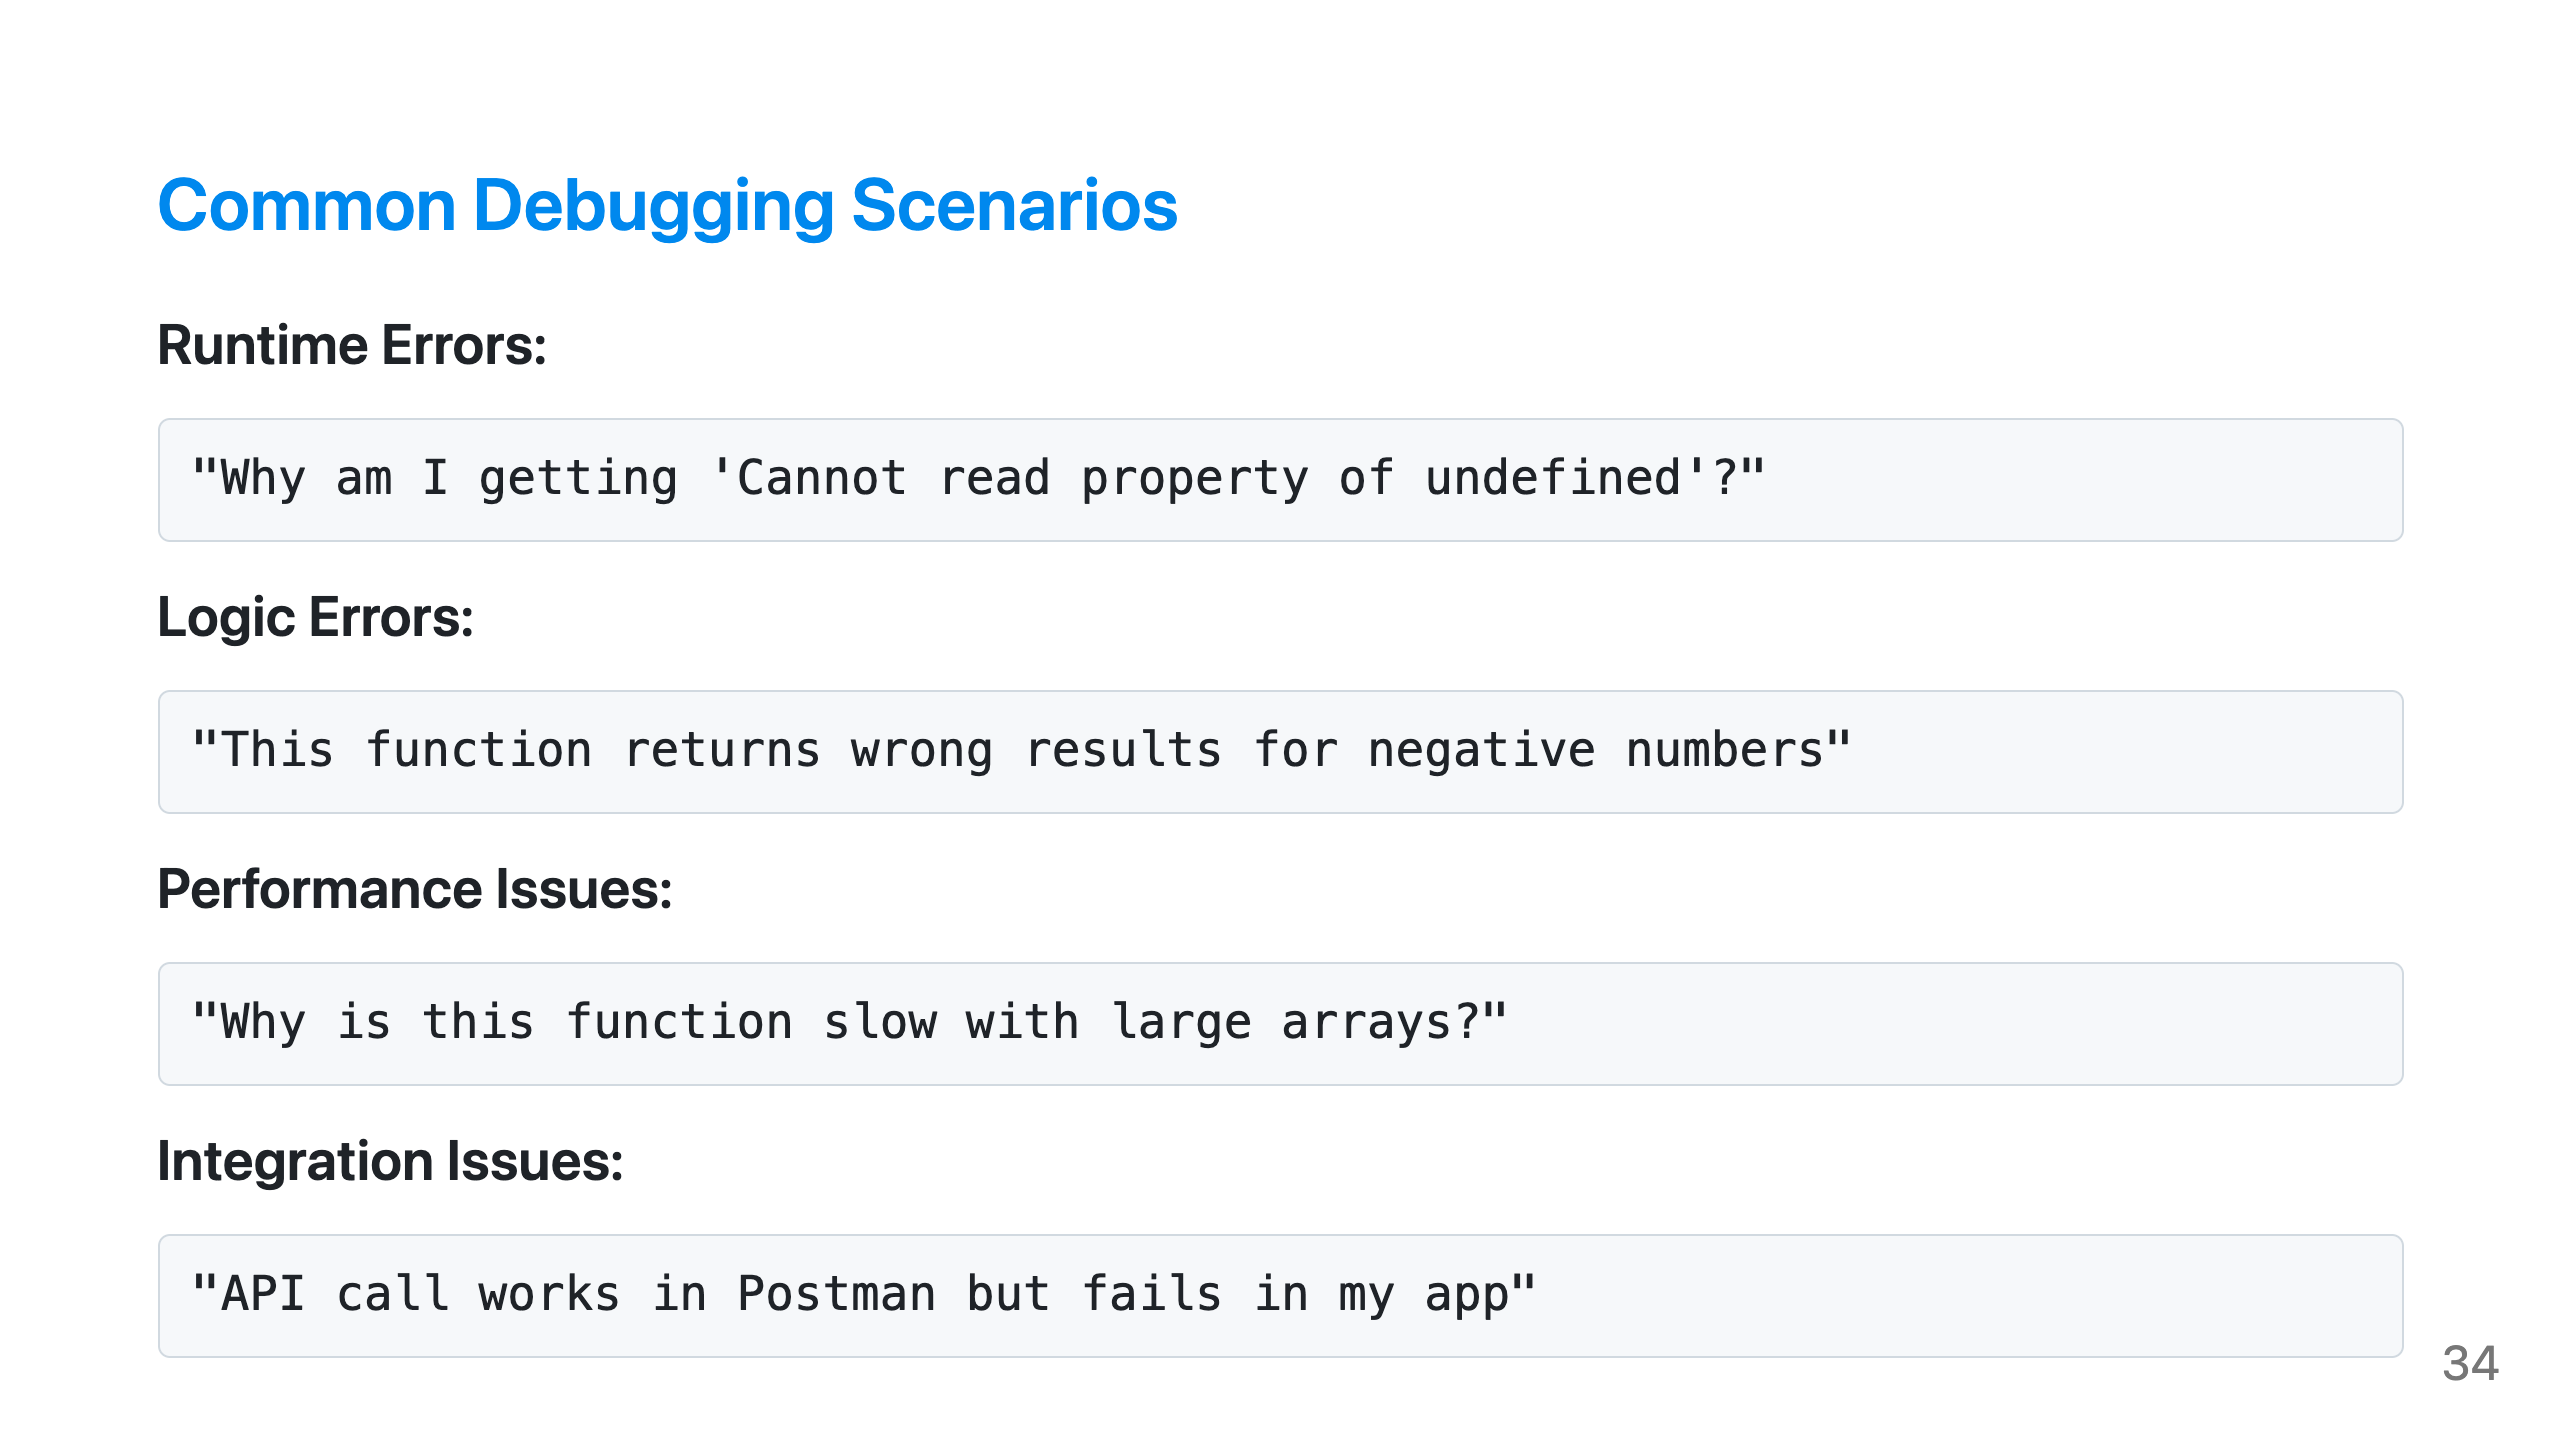 Common Debugging Scenarios
Runtime Errors:
"Why am I getting 'Cannot read property of undefined'?"
Logic Errors:
"This function returns wrong results for negative numbers"
Performance Issues:
"Why is this function slow with large arrays?"
Integration Issues:
"API call works in Postman but fails in my app"
34